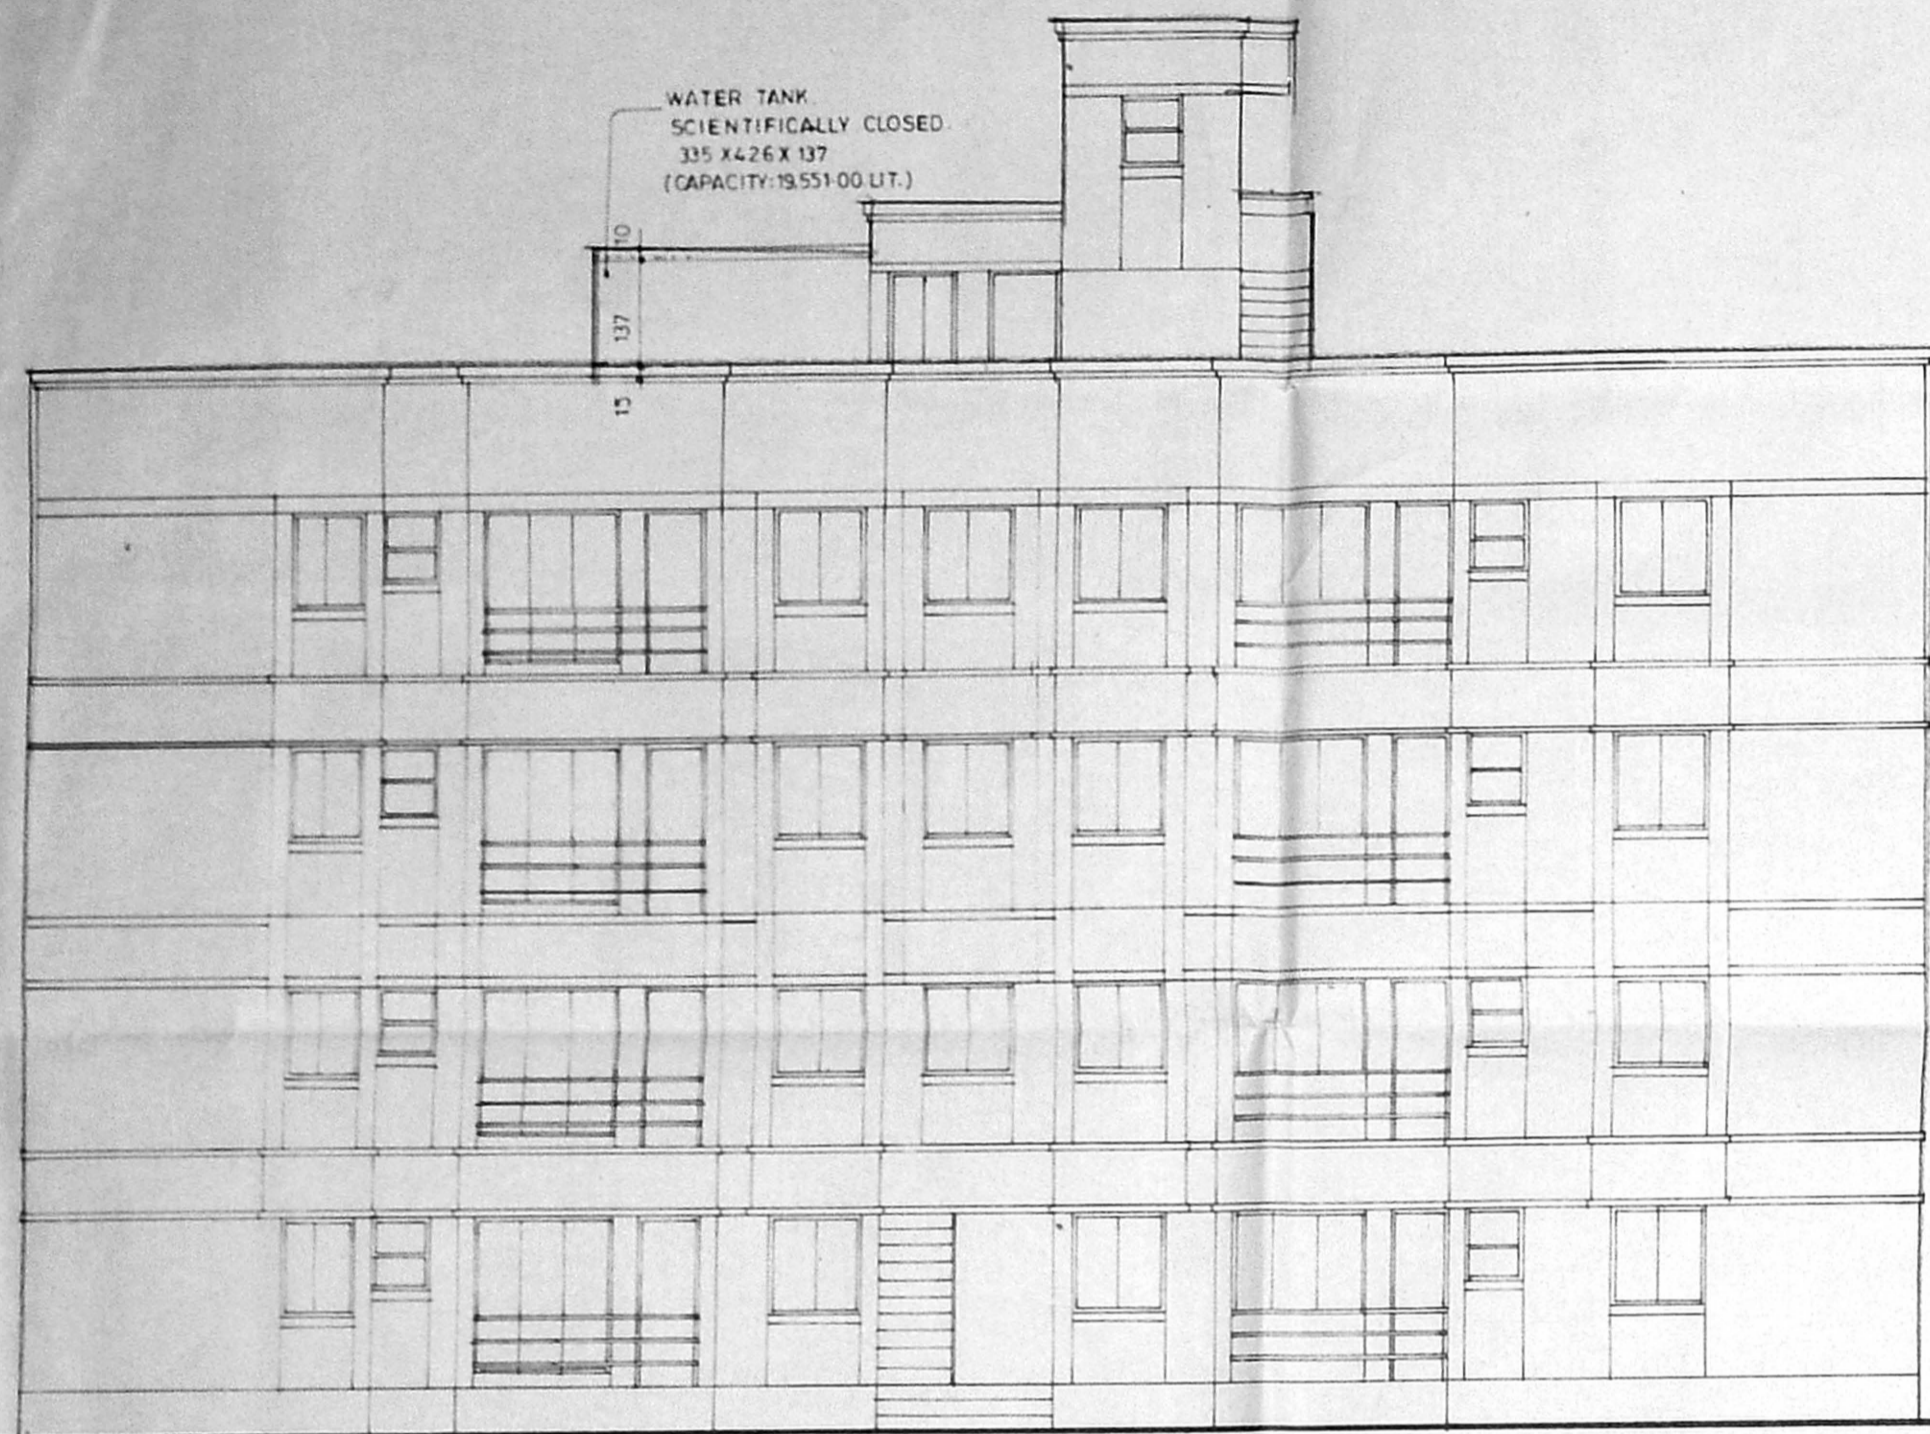 WATER TANK.
SCIENTIFICALLY CLOSED.
335 X 426 X 137
(CAPACITY:19,551·00 LIT.)
10
137
15